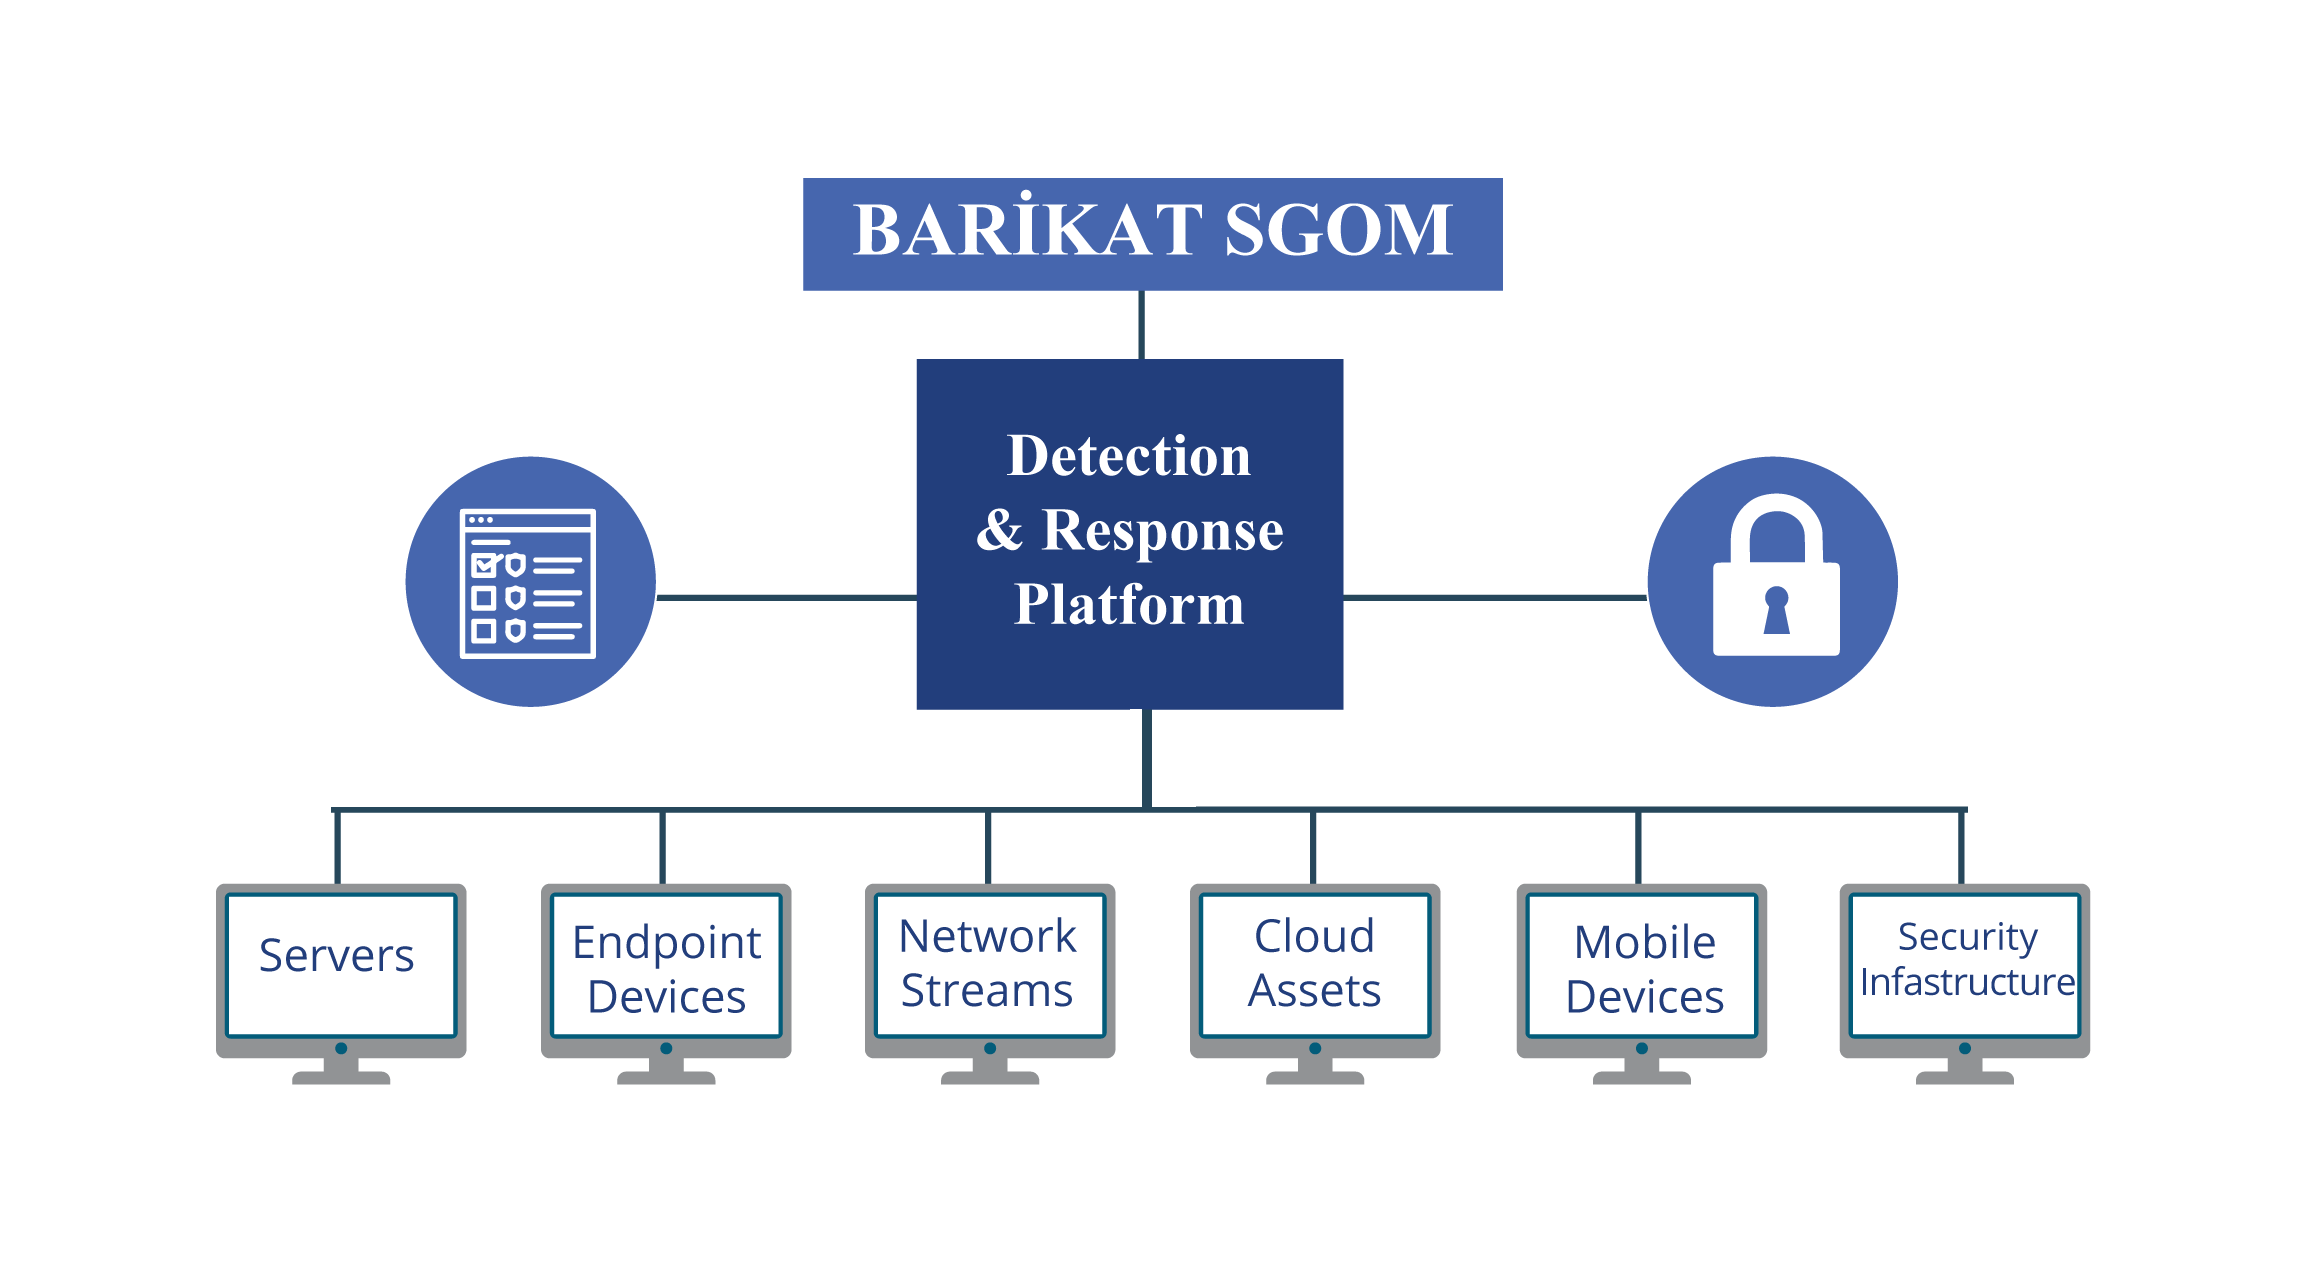 BARİKAT SGOM
Detection
& Response
Platform
Servers
Endpoint
Devices
Network
Streams
Cloud
Assets
Mobile
Devices
Security
Infastructure